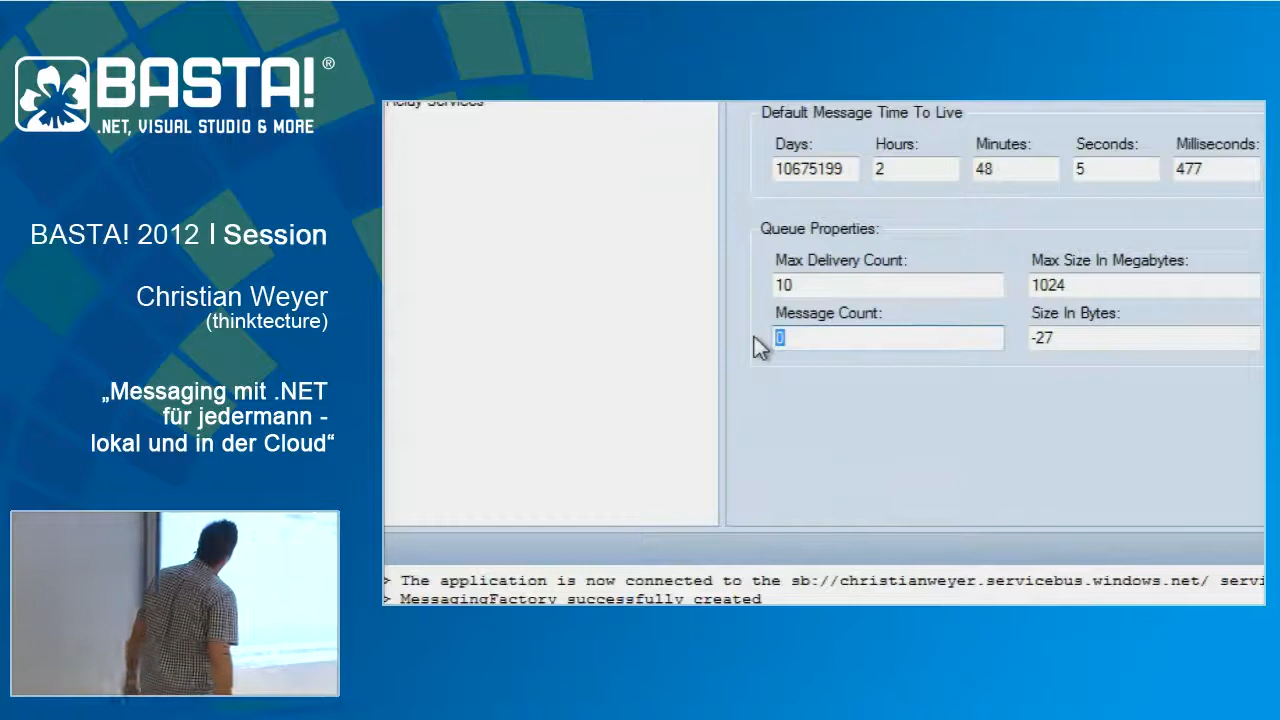 BASTA!®
.NET, VISUAL STUDIO & MORE
BASTA! 2012 I Session
Christian Weyer
(thinktecture)
„Messaging mit .NET
für jedermann -
lokal und in der Cloud“
Relay Services
Default Message Time To Live
Days: Hours: Minutes: Seconds: Milliseconds:
10675199 2 48 5 477
Queue Properties:
Max Delivery Count: Max Size In Megabytes:
10 1024
Message Count: Size In Bytes:
0 -27
> The application is now connected to the sb://christianweyer.servicebus.windows.net/ servi
> MessagingFactory successfully created